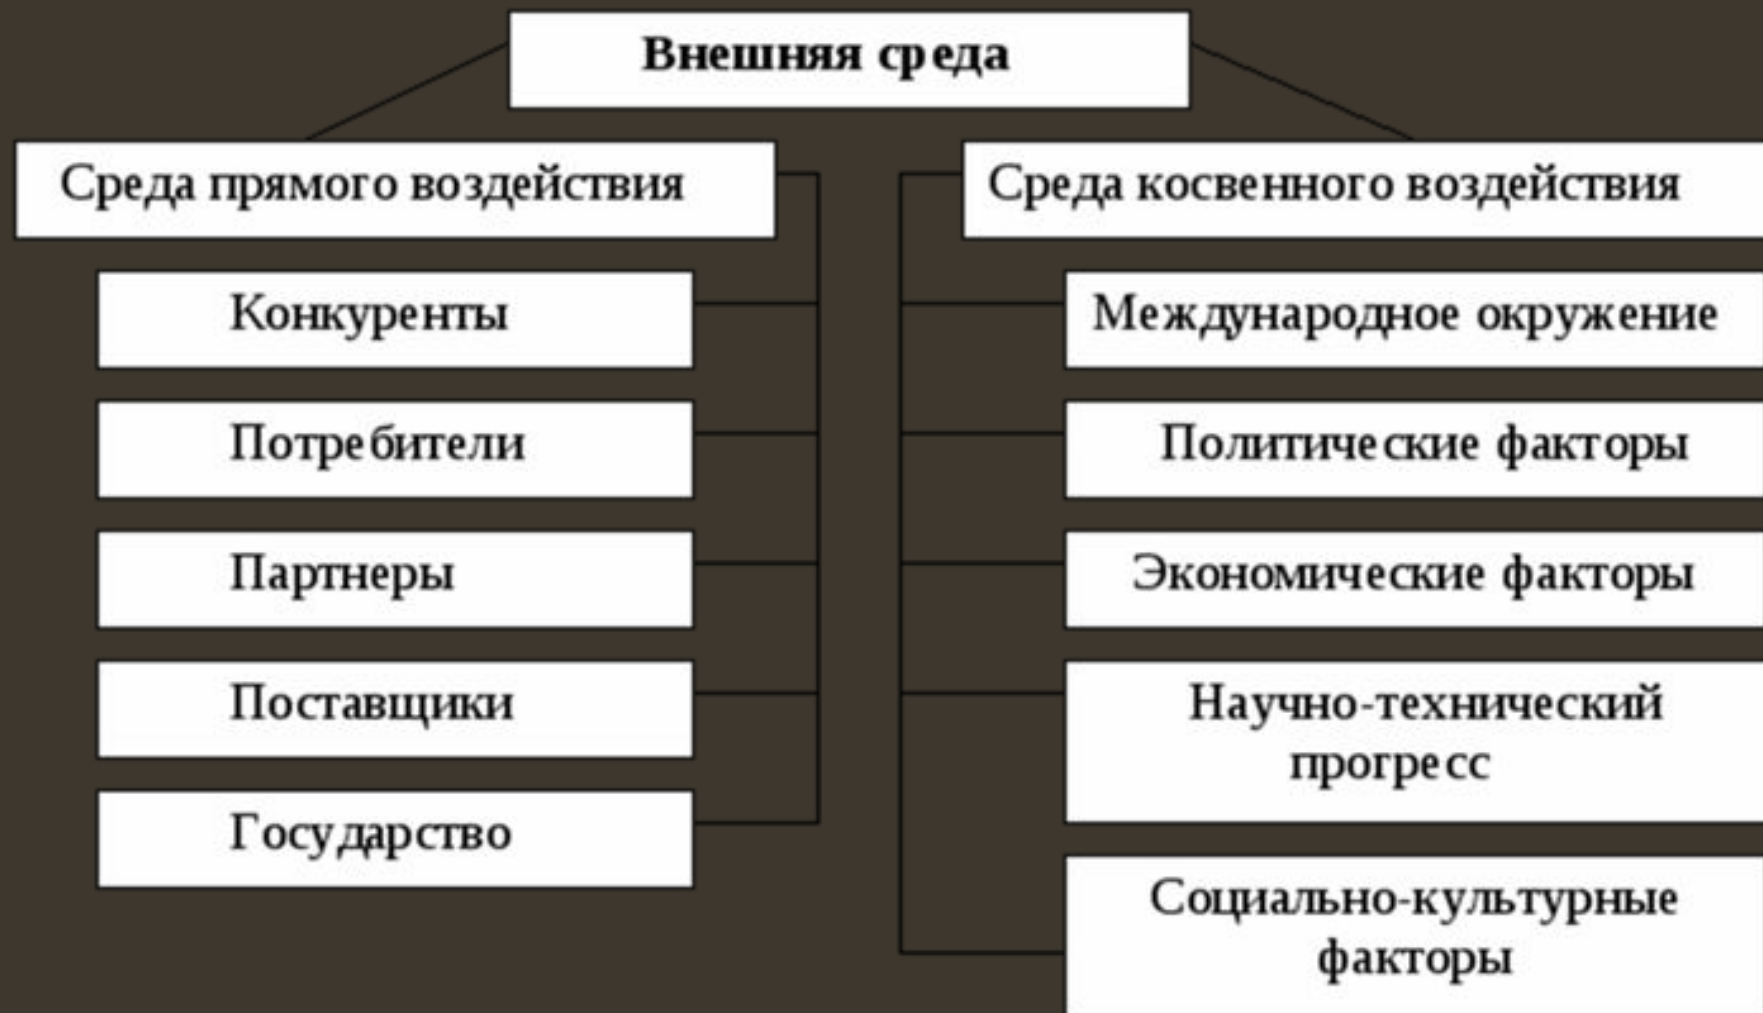 Внешняя среда
Среда прямого воздействия
Конкуренты
Потребители
Партнеры
Поставщики
Государство
Среда косвенного воздействия
Международное окружение
Политические факторы
Экономические факторы
Научно-технический
прогресс
Социально-культурные
факторы